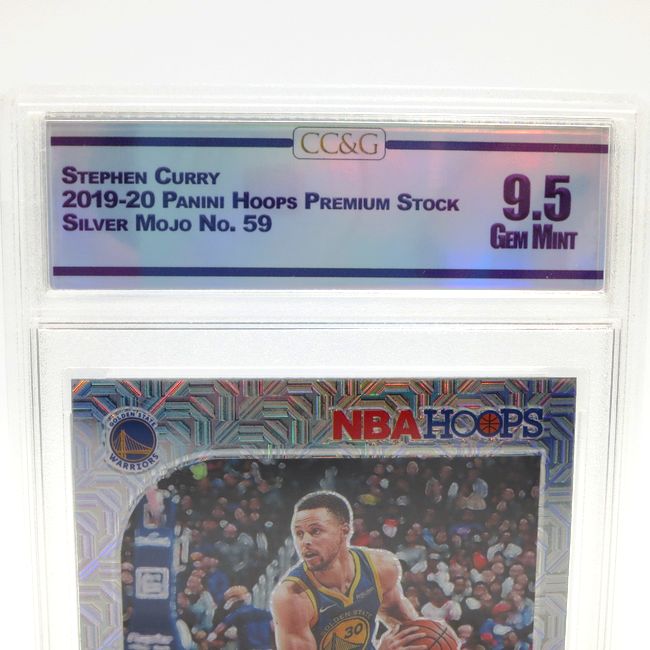 CC&G
STEPHEN CURRY
2019-20 PANINI HOOPS PREMIUM STOCK
SILVER MOJO NO. 59
9.5
GEM MINT
GOLDEN STATE
WARRIORS
NBA HOOPS
GOLDEN STATE
30